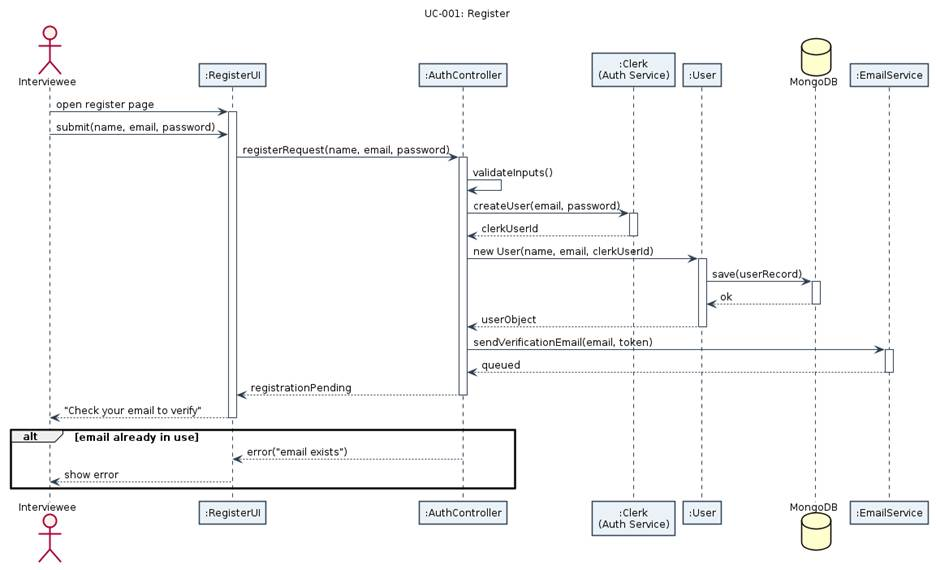 UC-001: Register
Interviewee
:RegisterUI
:AuthController
:Clerk
(Auth Service)
:User
MongoDB
:EmailService
open register page
submit(name, email, password)
registerRequest(name, email, password)
validateInputs()
createUser(email, password)
clerkUserId
new User(name, email, clerkUserId)
save(userRecord)
ok
userObject
sendVerificationEmail(email, token)
queued
registrationPending
"Check your email to verify"
alt [email already in use]
error("email exists")
show error
Interviewee
:RegisterUI
:AuthController
:Clerk
(Auth Service)
:User
MongoDB
:EmailService